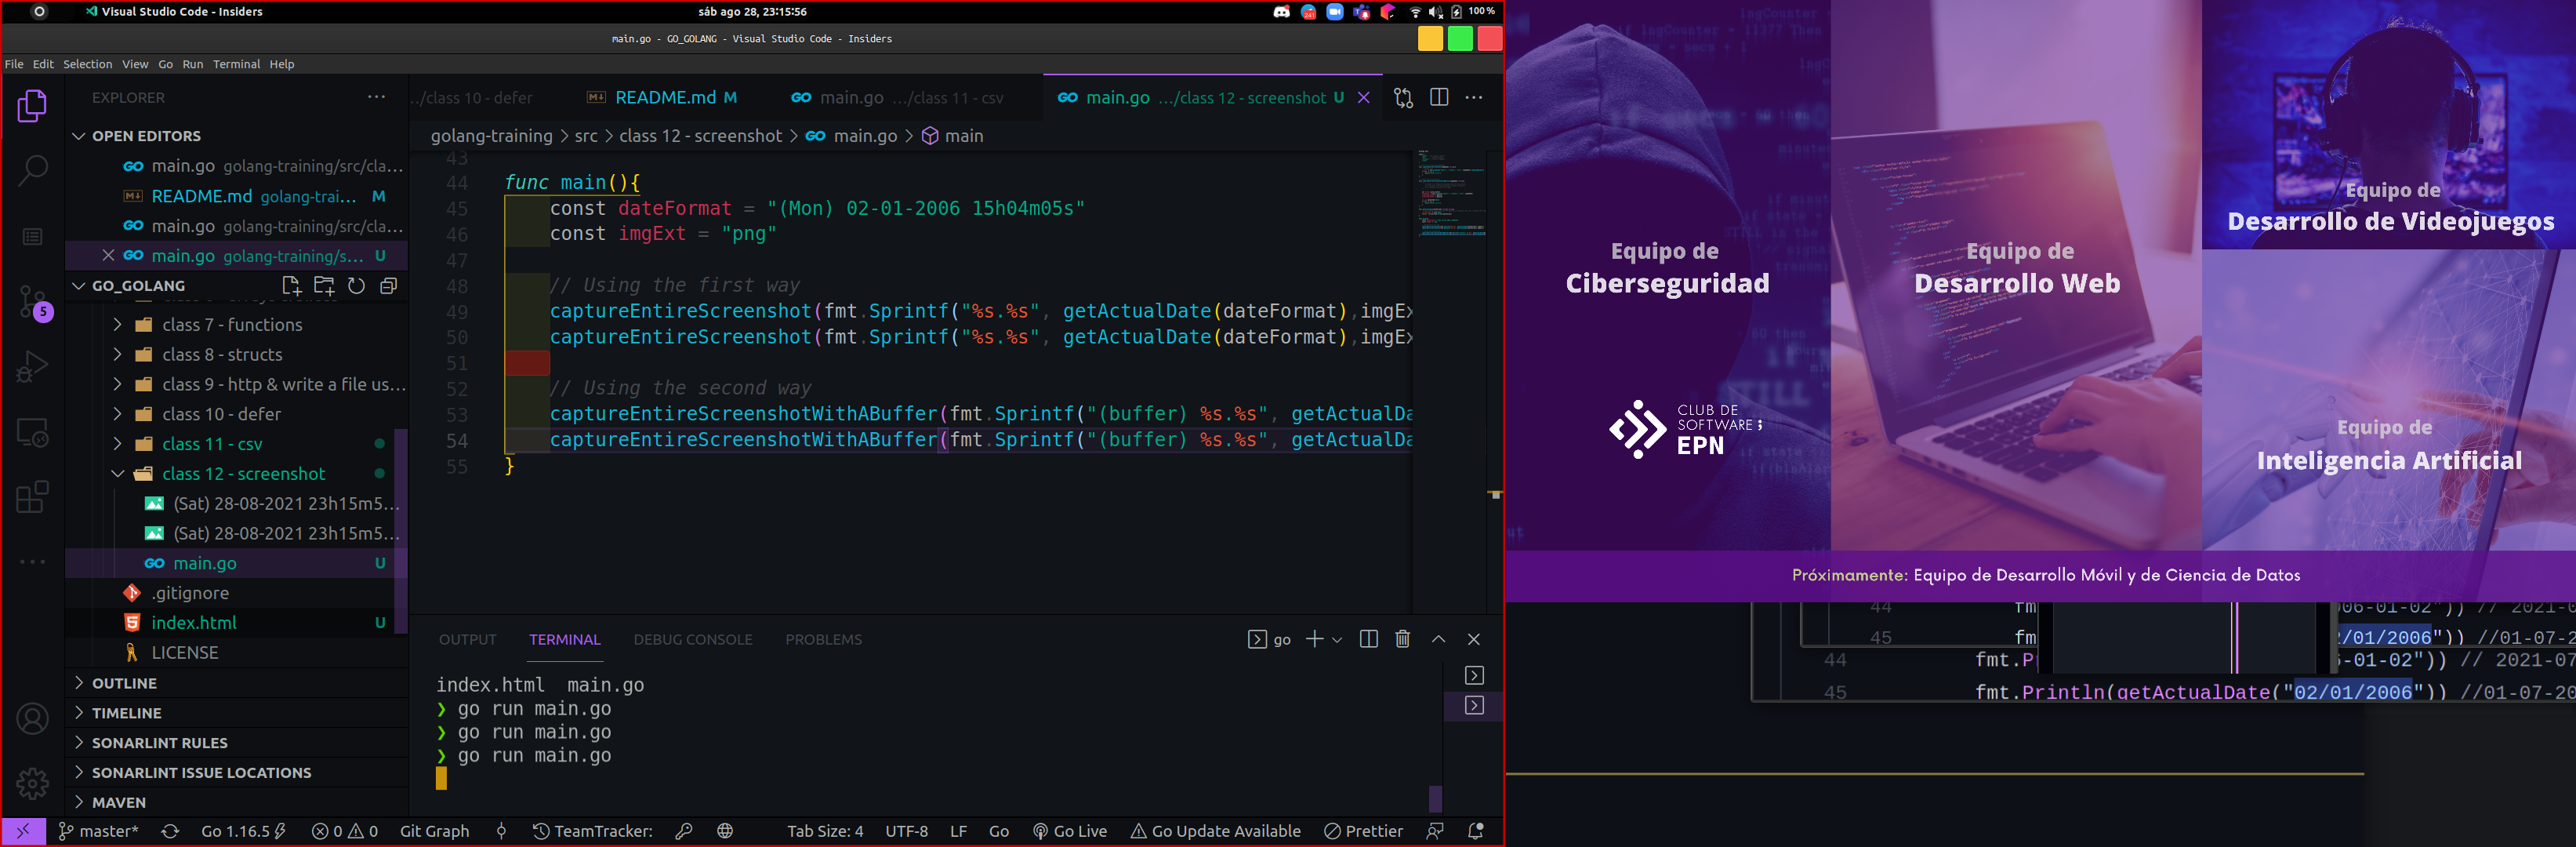 Visual Studio Code - Insiders
sáb ago 28, 23:15:56
241
100 %
main.go - GO_GOLANG - Visual Studio Code - Insiders
File Edit Selection View Go Run Terminal Help
EXPLORER
OPEN EDITORS
main.go golang-training/src/cla...
README.md golang-trai... M
main.go golang-training/src/cla...
main.go golang-training/s... U
GO_GOLANG
class 7 - functions
class 8 - structs
class 9 - http & write a file us...
class 10 - defer
class 11 - csv
class 12 - screenshot
(Sat) 28-08-2021 23h15m5...
(Sat) 28-08-2021 23h15m5...
main.go U
.gitignore
index.html U
LICENSE
OUTLINE
TIMELINE
SONARLINT RULES
SONARLINT ISSUE LOCATIONS
MAVEN
5
../class 10 - defer README.md M main.go .../class 11 - csv main.go .../class 12 - screenshot U
golang-training > src > class 12 - screenshot > main.go > main
43
44 func main(){
45 const dateFormat = "(Mon) 02-01-2006 15h04m05s"
46 const imgExt = "png"
47
48 // Using the first way
49 captureEntireScreenshot(fmt.Sprintf("%s.%s", getActualDate(dateFormat),imgEx
50 captureEntireScreenshot(fmt.Sprintf("%s.%s", getActualDate(dateFormat),imgEx
51
52 // Using the second way
53 captureEntireScreenshotWithABuffer(fmt.Sprintf("(buffer) %s.%s", getActualDa
54 captureEntireScreenshotWithABuffer(fmt.Sprintf("(buffer) %s.%s", getActualDa
55 }
OUTPUT TERMINAL DEBUG CONSOLE PROBLEMS
go
index.html main.go
❯ go run main.go
❯ go run main.go
❯ go run main.go
master* Go 1.16.5 0 0 Git Graph TeamTracker: Tab Size: 4 UTF-8 LF Go Go Live Go Update Available Prettier
Equipo de
Ciberseguridad
CLUB DE
SOFTWARE ;
EPN
Equipo de
Desarrollo Web
Equipo de
Desarrollo de Videojuegos
Equipo de
Inteligencia Artificial
Próximamente: Equipo de Desarrollo Móvil y de Ciencia de Datos
44 fm 006-01-02")) // 2021-0
45 fm 2/01/2006")) //01-07-2
44 fmt.P 6-01-02")) // 2021-07
45 fmt.Println(getActualDate("02/01/2006")) //01-07-20